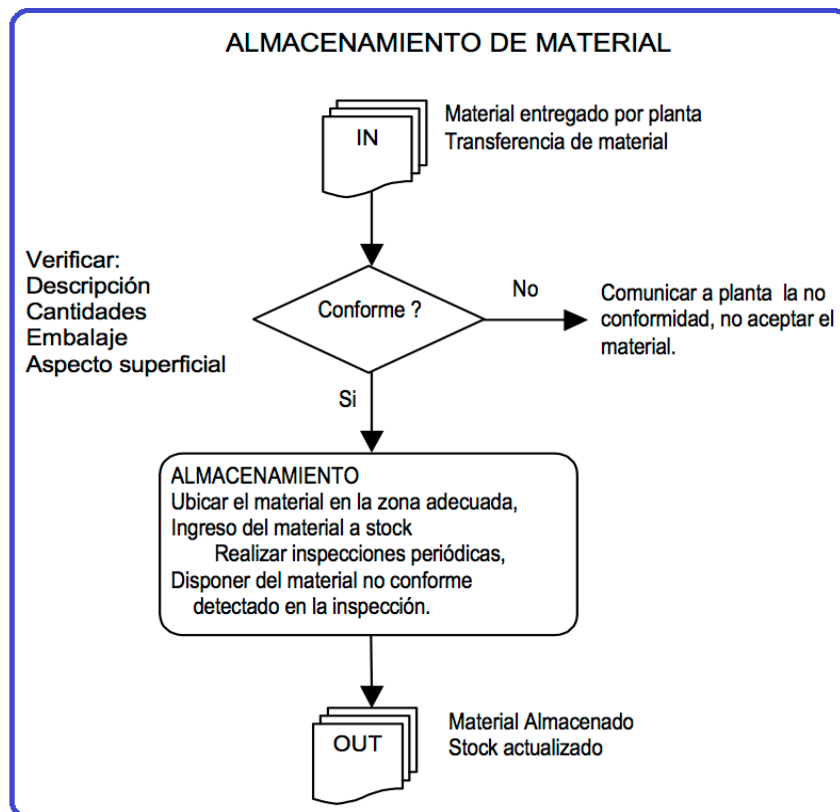 ALMACENAMIENTO DE MATERIAL
IN
Material entregado por planta
Transferencia de material
Verificar:
Descripción
Cantidades
Embalaje
Aspecto superficial
Conforme ?
No
Comunicar a planta la no
conformidad, no aceptar el
material.
Si
ALMACENAMIENTO
Ubicar el material en la zona adecuada,
Ingreso del material a stock
Realizar inspecciones periódicas,
Disponer del material no conforme
detectado en la inspección.
OUT
Material Almacenado
Stock actualizado